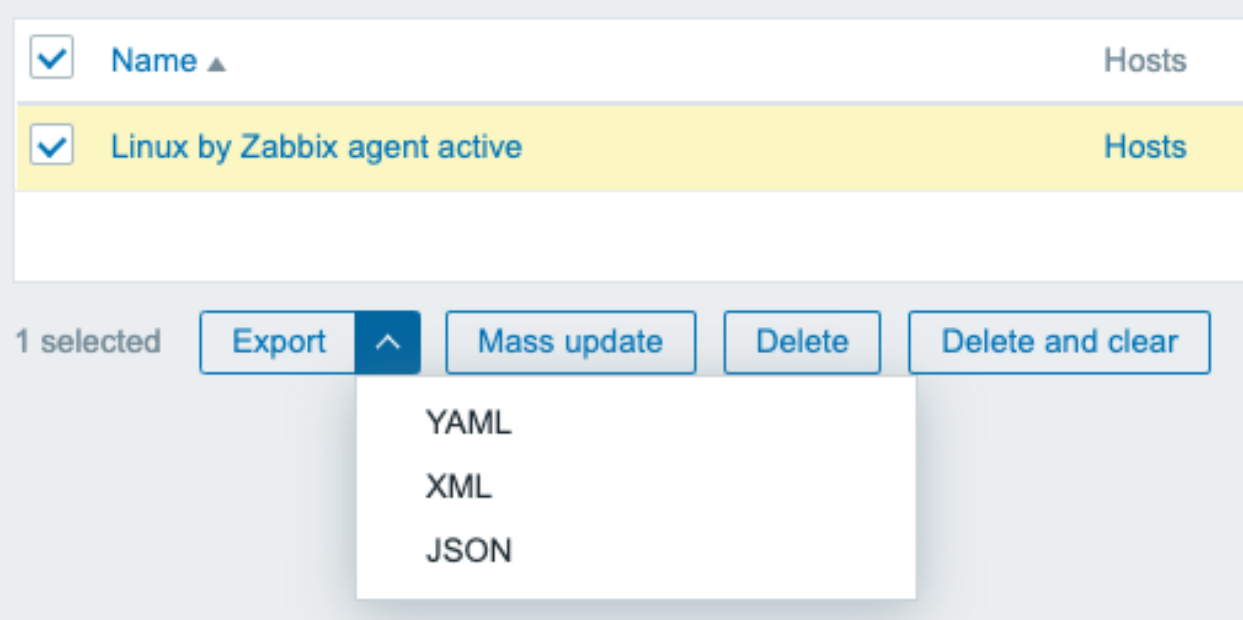 Name Hosts
Linux by Zabbix agent active Hosts
1 selected Export Mass update Delete Delete and clear
YAML
XML
JSON